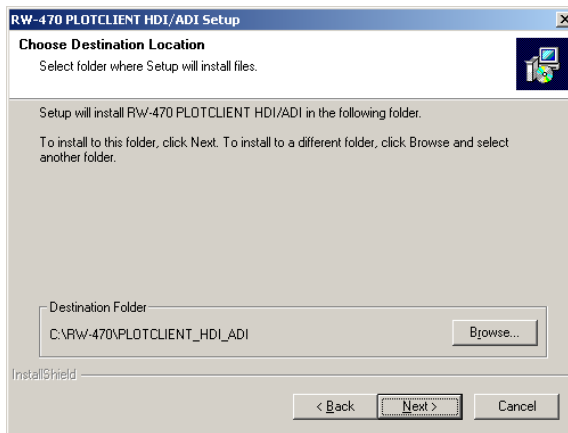 RW-470 PLOTCLIENT HDI/ADI Setup
Choose Destination Location
Select folder where Setup will install files.
Setup will install RW-470 PLOTCLIENT HDI/ADI in the following folder.
To install to this folder, click Next. To install to a different folder, click Browse and select
another folder.
Destination Folder
C:\RW-470\PLOTCLIENT_HDI_ADI
Browse...
InstallShield
< Back
Next >
Cancel